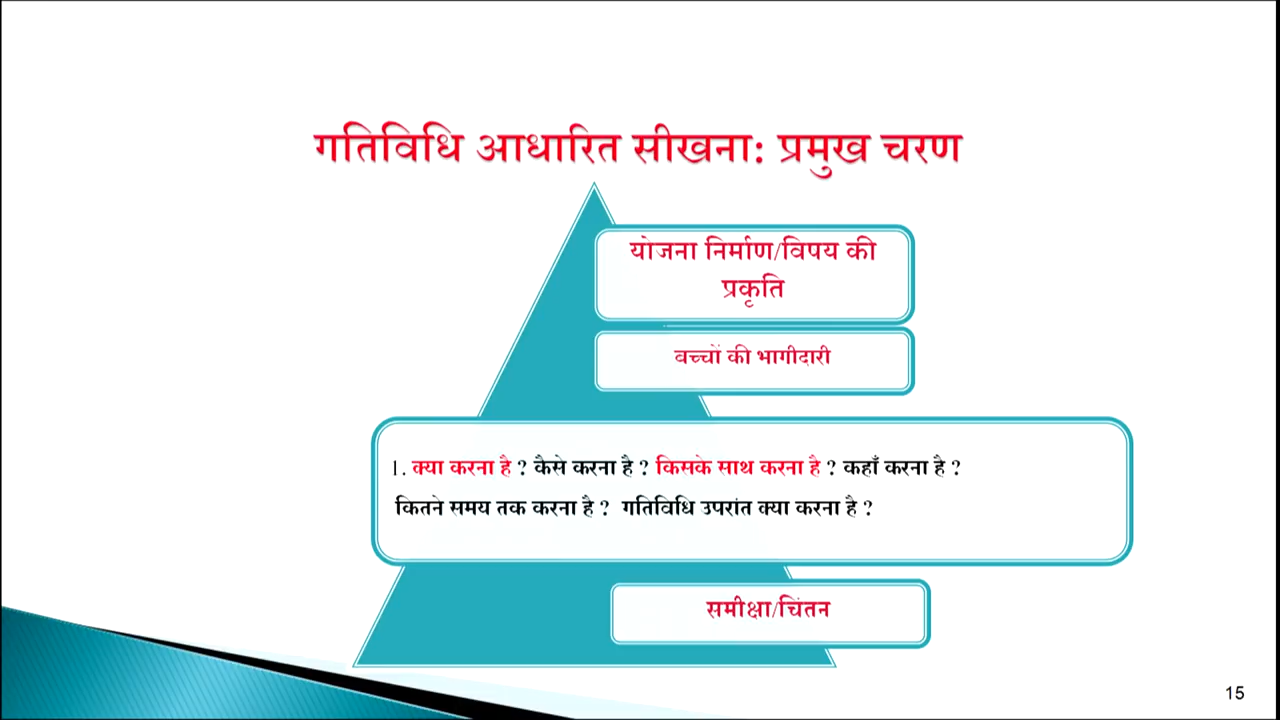 गतिविधि आधारित सीखना: प्रमुख चरण
योजना निर्माण/विषय की
प्रकृति
बच्चों की भागीदारी
1. क्या करना है ? कैसे करना है ? किसके साथ करना है ? कहाँ करना है ?
कितने समय तक करना है ? गतिविधि उपरांत क्या करना है ?
समीक्षा/चिंतन
15